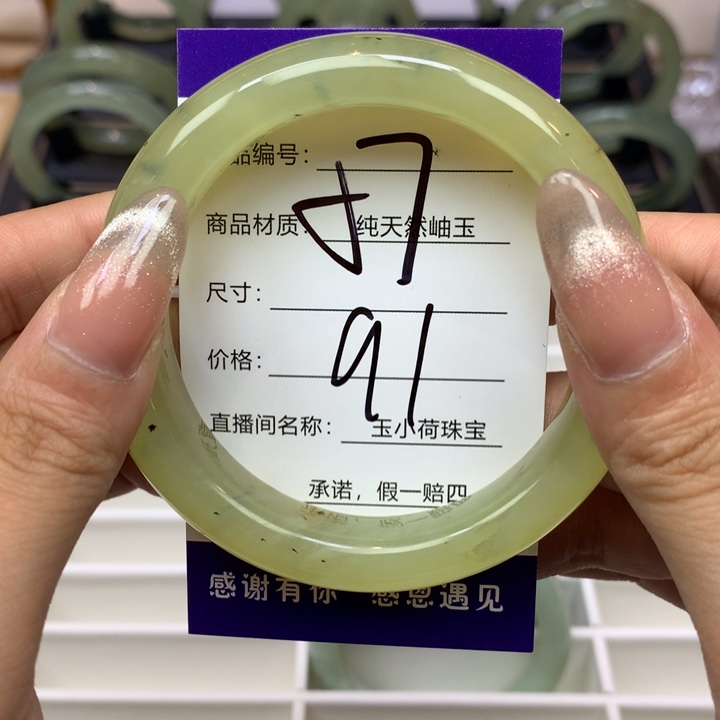 品编号：
商品材质：纯天然岫玉
尺寸：
91
价格：
直播间名称：玉小荷珠宝
承诺，假一赔四
感谢有你 感恩遇见